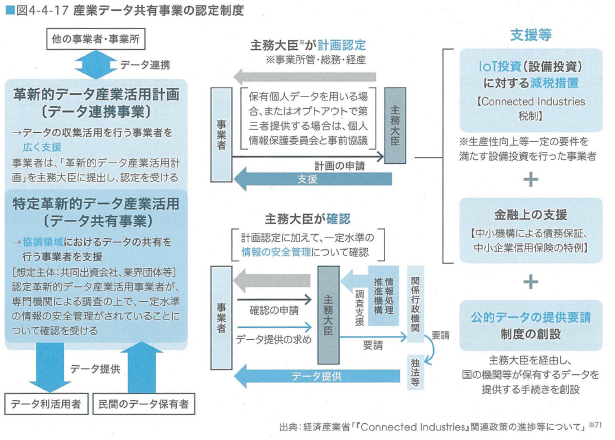 ■図4-4-17 産業データ共有事業の認定制度
他の事業者・事業所
データ連携
革新的データ産業活用計画
(データ連携事業)
→データの収集活用を行う事業者を
広く支援
事業者は、「革新的データ産業活用計
画」を主務大臣に提出し、認定を受ける
特定革新的データ産業活用
(データ共有事業)
→協調領域におけるデータの共有を
行う事業者を支援
[想定主体:共同出資会社、業界団体等]
認定革新的データ産業活用事業者が、
専門機関による調査の上で、一定水準
の情報の安全管理がされていることに
ついて確認を受ける
データ提供
データ利活用者
民間のデータ保有者
主務大臣※が計画認定
※事業所管・総務・経産
事業者
保有個人データを用いる場
合、またはオプトアウトで第
三者提供する場合は、個人
情報保護委員会と事前協議
主務大臣
計画の申請
支援
主務大臣が確認
計画認定に加えて、一定水準の
情報の安全管理について確認
事業者
確認の申請
データ提供の求め
主務大臣
調査支援
情報処理
推進機構
関係行政機関
要請
要請
独法等
データ提供
支援等
IoT投資(設備投資)
に対する減税措置
【Connected Industries
税制】
※生産性向上等一定の要件を
満たす設備投資を行った事業者
+
金融上の支援
【中小機構による債務保証、
中小企業信用保険の特例】
+
公的データの提供要請
制度の創設
主務大臣を経由し、
国の機関等が保有するデータを
提供する手続きを創設
出典:経済産業省「『Connected Industries』関連政策の進捗等について」※71